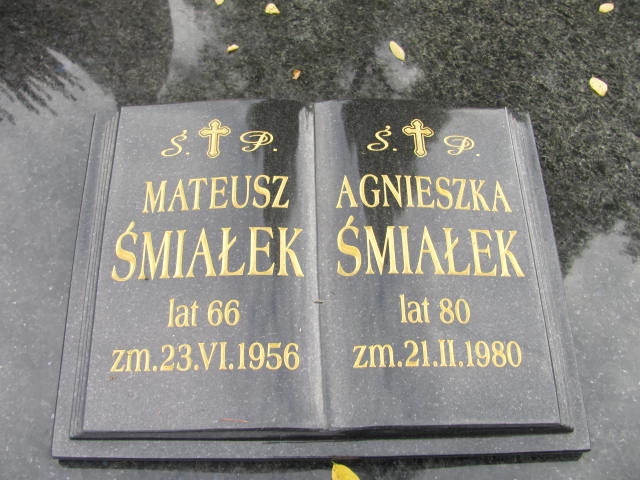 Ś. P.
MATEUSZ
ŚMIAŁEK
lat 66
zm.23.VI.1956
Ś. P.
AGNIESZKA
ŚMIAŁEK
lat 80
zm.21.II.1980